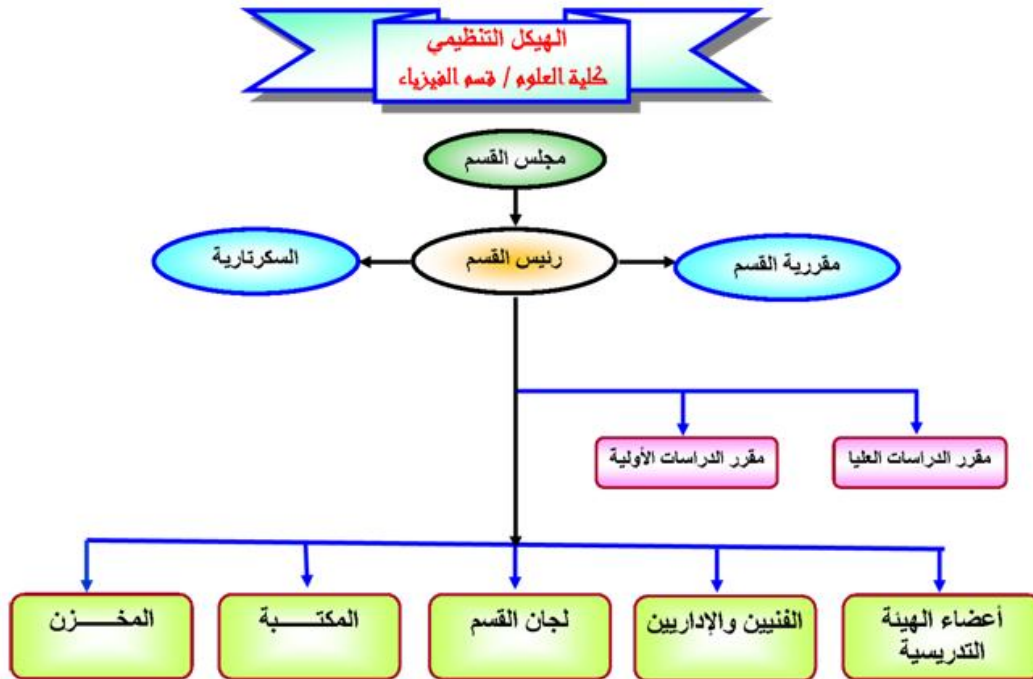 الهيكل التنظيمي
كلية العلوم / قسم الفيزياء
مجلس القسم
مقررية القسم
رئيس القسم
السكرتارية
مقرر الدراسات العليا
مقرر الدراسات الأولية
أعضاء الهيئة
التدريسية
الفنيين والإداريين
لجان القسم
المكتـــــبة
المخـــــزن